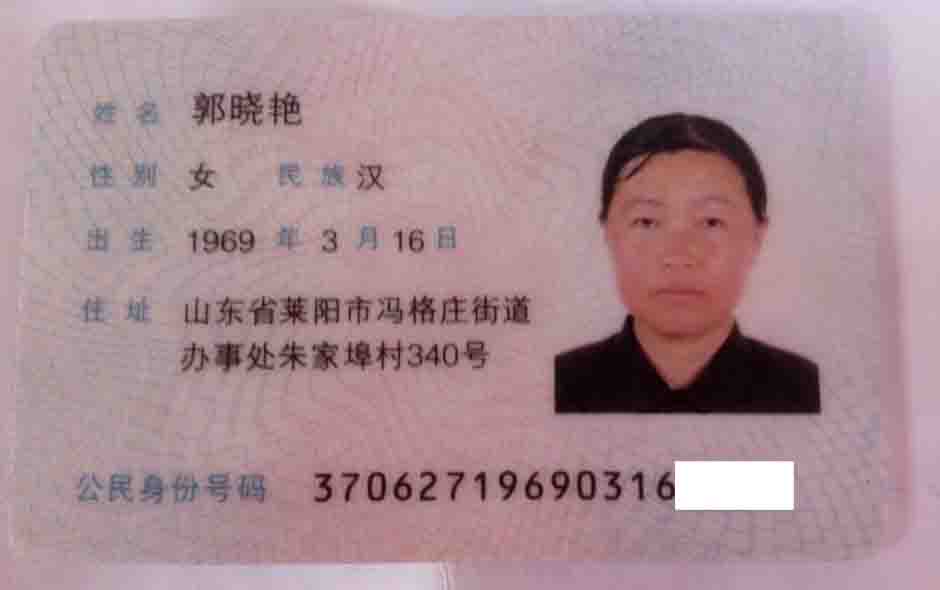 姓名 郭晓艳
性别 女 民族 汉
出生 1969 年 3 月 16 日
住址 山东省莱阳市冯格庄街道
办事处朱家埠村340号
公民身份号码 37062719690316